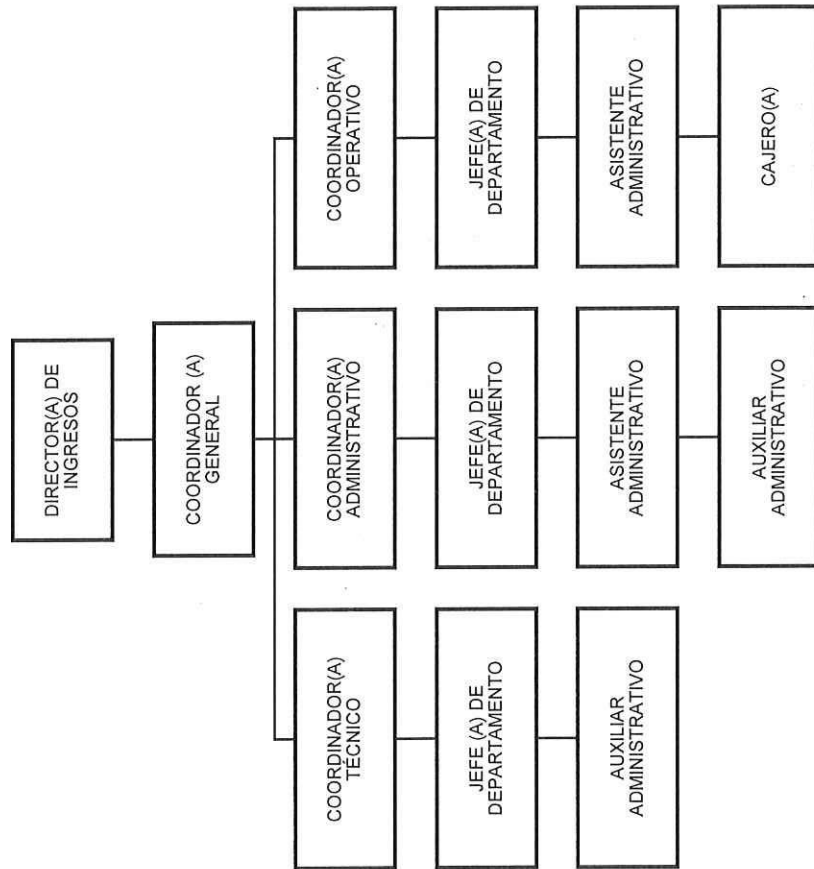 DIRECTOR(A) DE
INGRESOS
COORDINADOR (A)
GENERAL
COORDINADOR(A)
TÉCNICO
COORDINADOR(A)
ADMINISTRATIVO
COORDINADOR(A)
OPERATIVO
JEFE (A) DE
DEPARTAMENTO
JEFE(A) DE
DEPARTAMENTO
JEFE(A) DE
DEPARTAMENTO
AUXILIAR
ADMINISTRATIVO
ASISTENTE
ADMINISTRATIVO
ASISTENTE
ADMINISTRATIVO
AUXILIAR
ADMINISTRATIVO
CAJERO(A)